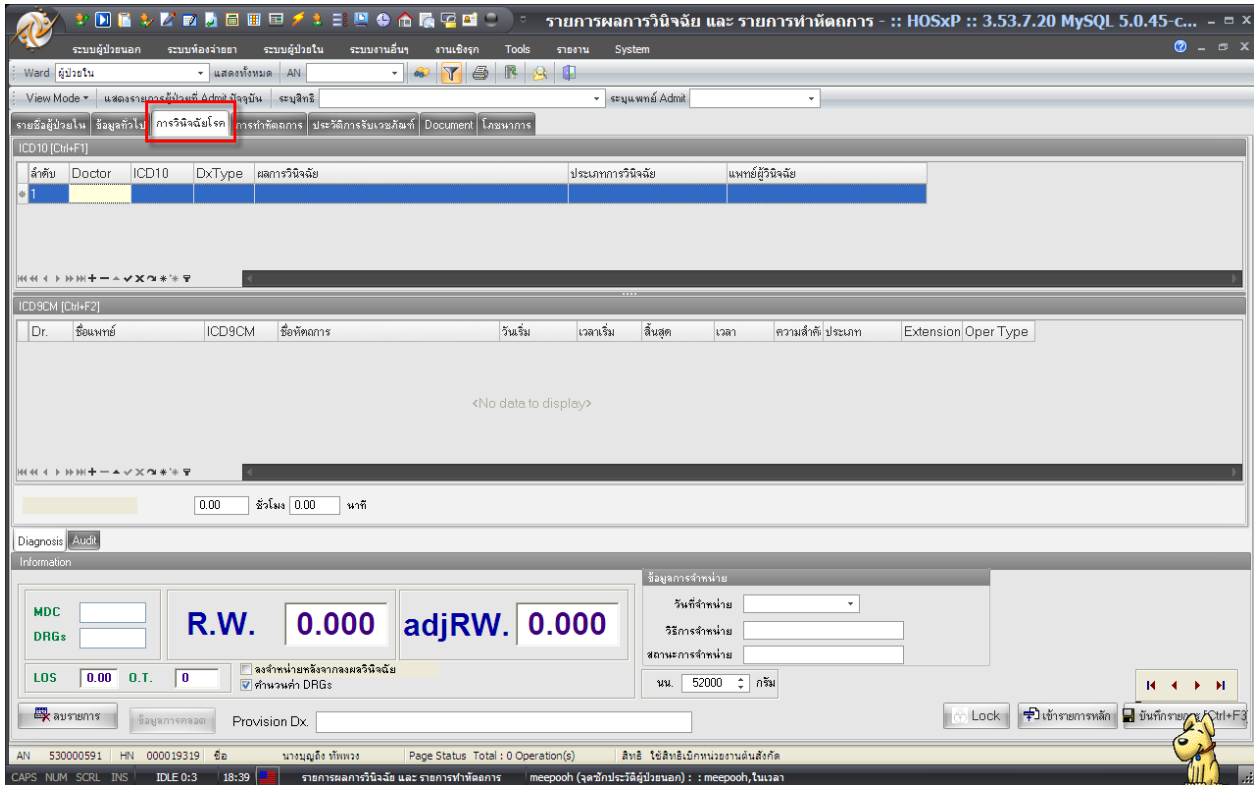 รายการผลการวินิจฉัย และ รายการทำหัตถการ - :: HOSxP :: 3.53.7.20 MySQL 5.0.45-c...
ระบบผู้ป่วยนอก ระบบห้องจ่ายยา ระบบผู้ป่วยใน ระบบงานอื่นๆ งานเชิงรุก Tools รายงาน System
Ward ผู้ป่วยใน แสดงทั้งหมด AN
View Mode แสดงรายการผู้ป่วยที่ Admit ปัจจุบัน ระบุสิทธิ ระบุแพทย์ Admit
รายชื่อผู้ป่วยใน ข้อมูลทั่วไป การวินิจฉัยโรค การทำหัตถการ ประวัติการรับเวชภัณฑ์ Document โภชนาการ
ICD10 [Ctrl+F1]
ลำดับ Doctor ICD10 DxType ผลการวินิจฉัย ประเภทการวินิจฉัย แพทย์ผู้วินิจฉัย
1
ICD9CM [Ctrl+F2]
Dr. ชื่อแพทย์ ICD9CM ชื่อหัตถการ วันเริ่ม เวลาเริ่ม สิ้นสุด เวลา ความสำคั ประเภท Extension Oper Type
<No data to display>
0.00 ชั่วโมง 0.00 นาที
Diagnosis Audit
Information
ข้อมูลการจำหน่าย
วันที่จำหน่าย
MDC
R.W. 0.000 adjRW. 0.000
DRGs
วิธีการจำหน่าย
สถานะการจำหน่าย
LOS 0.00 O.T. 0
ลงจำหน่ายหลังจากลงผลวินิจฉัย
คำนวนค่า DRGs
นน. 52000 กรัม
ลบรายการ ข้อมูลการคลอด Provision Dx. Lock เข้ารายการหลัก บันทึกรายการ [Ctrl+F3]
AN 530000591 HN 000019319 ชื่อ นางบุญถึง ทัพพวง Page Status Total : 0 Operation(s) สิทธิ ใช้สิทธิเบิกหน่วยงานต้นสังกัด
CAPS NUM SCRL INS IDLE 0:3 18:39 รายการผลการวินิจฉัย และ รายการทำหัตถการ meepooh (จุดซักประวัติผู้ป่วยนอก) : : meepooh,ในเวลา